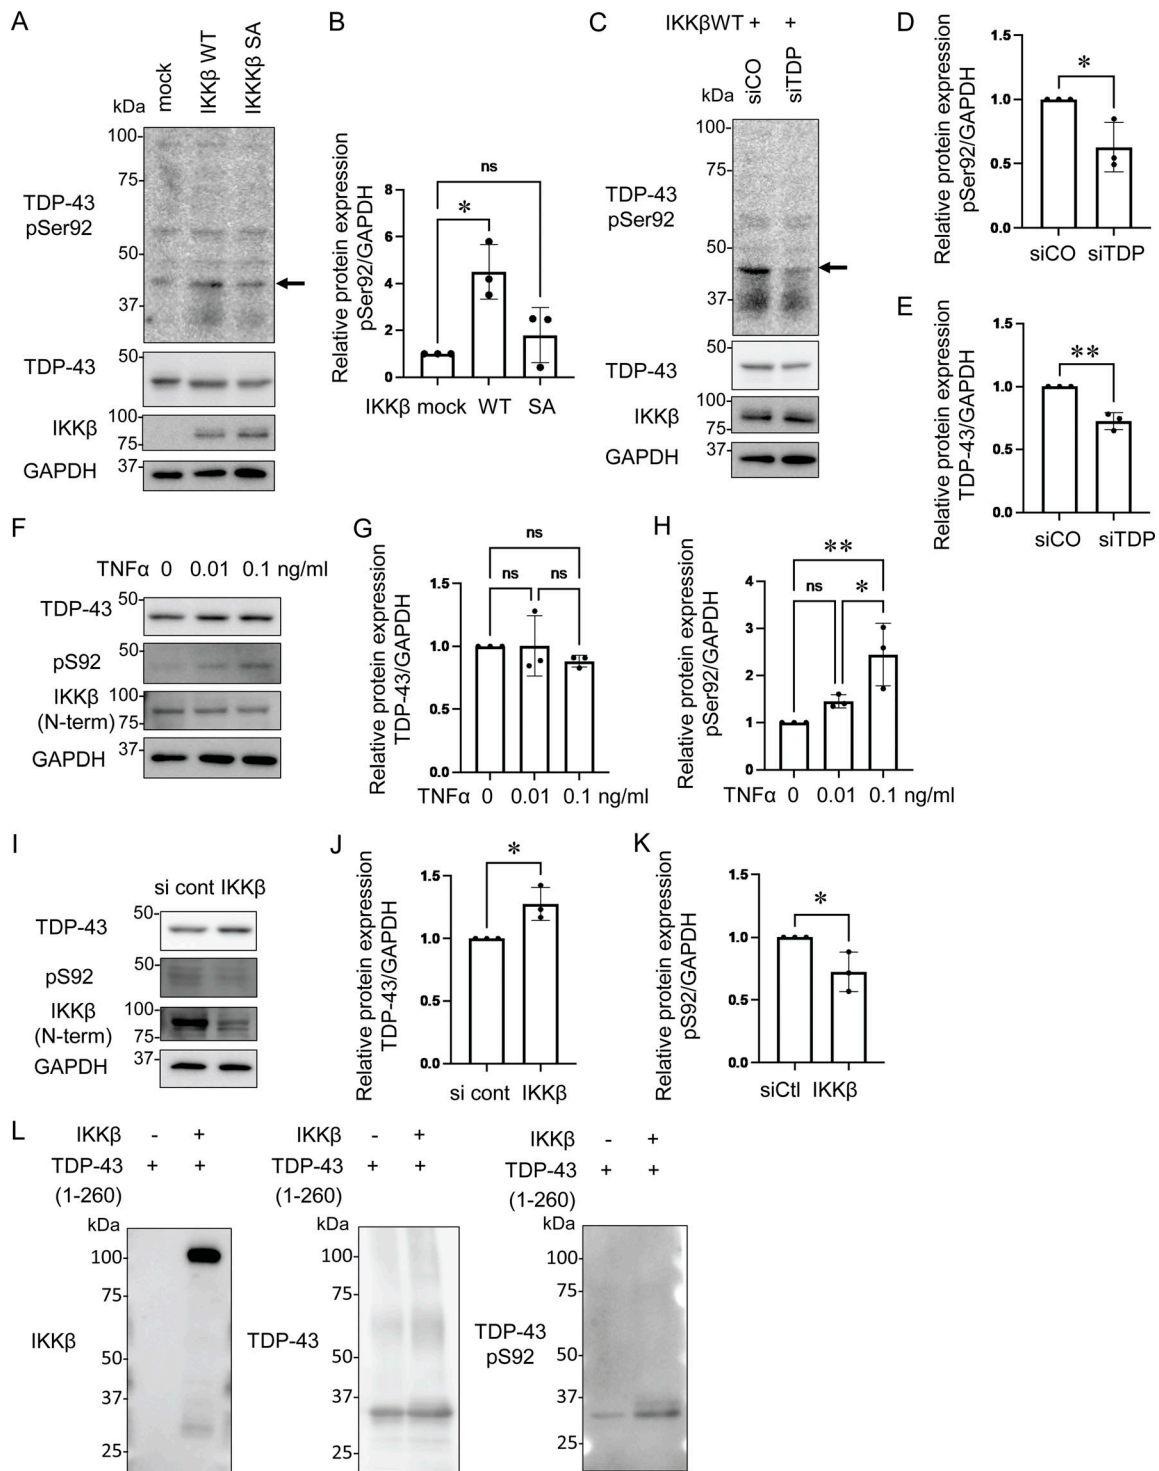 A
kDa
mock
IKKβ WT
IKKKβ SA
100-
75-
50-
37-
TDP-43
pSer92
TDP-43
50-
IKKβ
100-
75-
GAPDH
37-
B
Relative protein expression
pSer92/GAPDH
8
6
4
2
0
ns
*
IKKβ mock WT SA
C
IKKβWT + +
kDa
siCO
siTDP
100-
75-
50-
37-
TDP-43
pSer92
TDP-43
50-
IKKβ
100-
75-
GAPDH
37-
D
Relative protein expression
pSer92/GAPDH
1.5
1.0
0.5
0.0
*
siCO siTDP
E
Relative protein expression
TDP-43/GAPDH
1.5
1.0
0.5
0.0
**
siCO siTDP
F
TNFα 0 0.01 0.1 ng/ml
TDP-43
50-
pS92
50-
IKKβ
(N-term)
100-
75-
GAPDH
37-
G
Relative protein expression
TDP-43/GAPDH
1.5
1.0
0.5
0.0
ns
ns ns
TNFα 0 0.01 0.1 ng/ml
H
Relative protein expression
pSer92/GAPDH
4
3
2
1
0
**
ns *
TNFα 0 0.01 0.1 ng/ml
I
si cont IKKβ
TDP-43
50-
pS92
50-
IKKβ
(N-term)
100-
75-
GAPDH
37-
J
Relative protein expression
TDP-43/GAPDH
1.5
1.0
0.5
0.0
*
si cont IKKβ
K
Relative protein expression
pS92/GAPDH
1.5
1.0
0.5
0.0
*
siCtl IKKβ
L
IKKβ - +
TDP-43 + +
(1-260)
kDa
100-
75-
50-
37-
25-
IKKβ
IKKβ - +
TDP-43 + +
(1-260)
kDa
100-
75-
50-
37-
25-
TDP-43
IKKβ - +
TDP-43 + +
(1-260)
kDa
100-
75-
50-
37-
25-
TDP-43
pS92